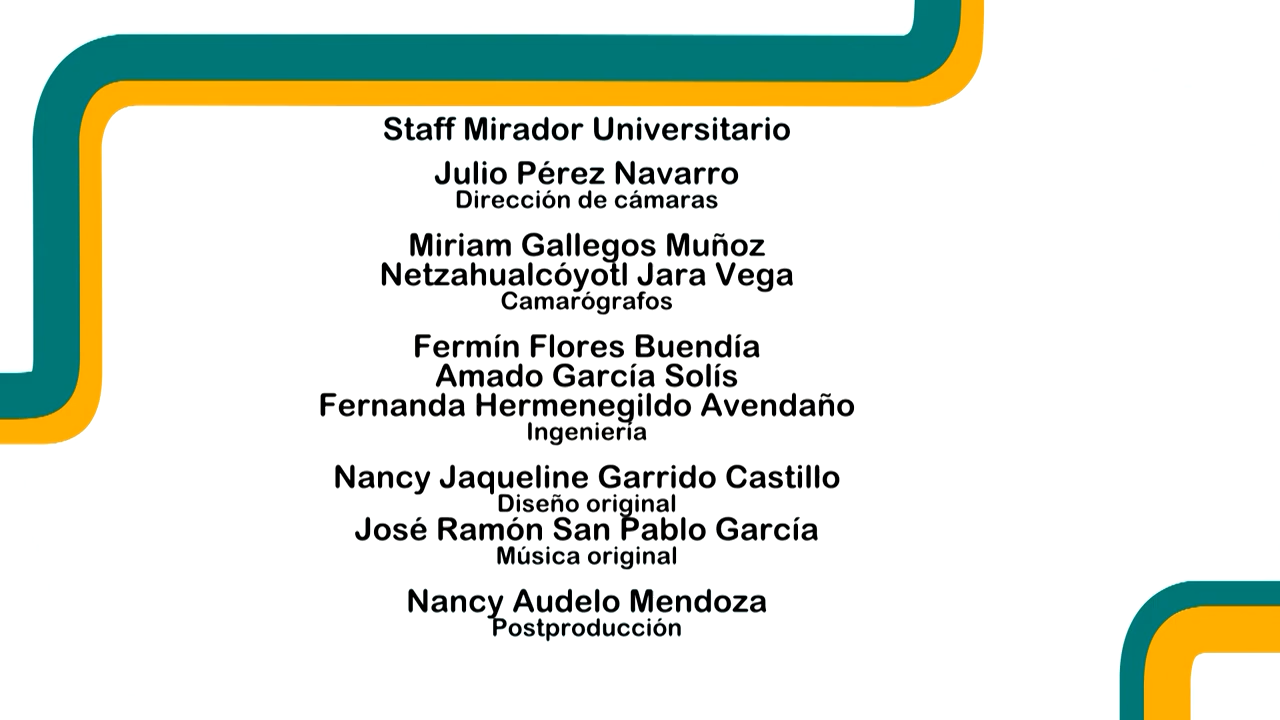 Staff Mirador Universitario
Julio Pérez Navarro
Dirección de cámaras
Miriam Gallegos Muñoz
Netzahualcóyotl Jara Vega
Camarógrafos
Fermín Flores Buendía
Amado García Solís
Fernanda Hermenegildo Avendaño
Ingeniería
Nancy Jaqueline Garrido Castillo
Diseño original
José Ramón San Pablo García
Música original
Nancy Audelo Mendoza
Postproducción